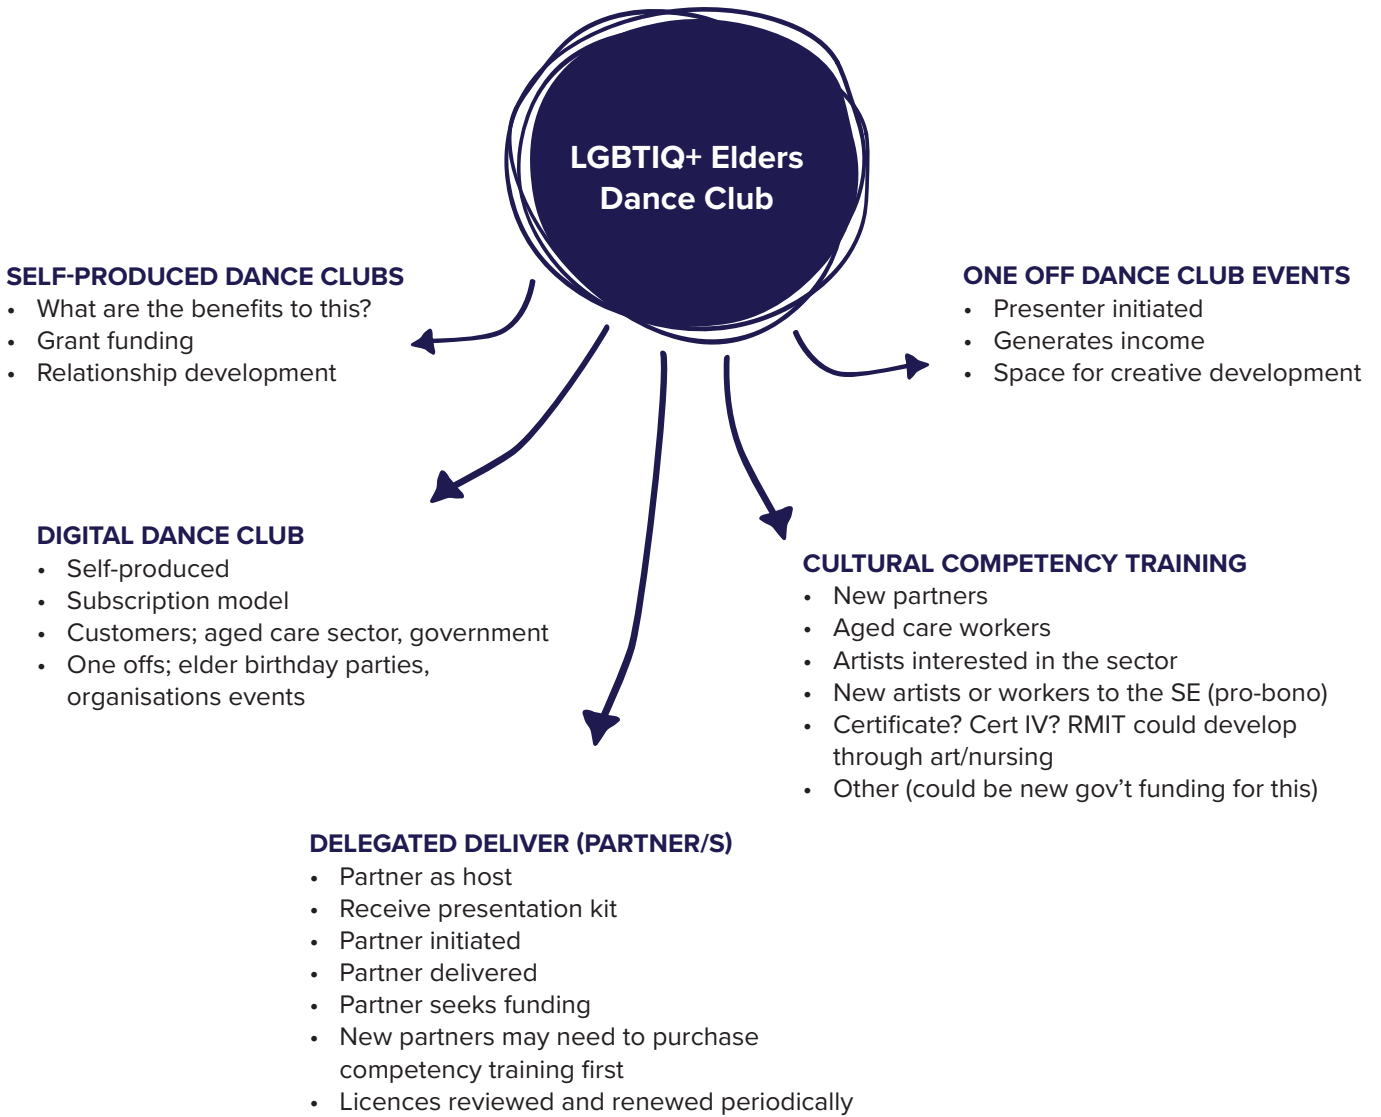 LGBTIQ+ Elders
Dance Club
SELF-PRODUCED DANCE CLUBS
• What are the benefits to this?
• Grant funding
• Relationship development
ONE OFF DANCE CLUB EVENTS
• Presenter initiated
• Generates income
• Space for creative development
DIGITAL DANCE CLUB
• Self-produced
• Subscription model
• Customers; aged care sector, government
• One offs; elder birthday parties,
organisations events
CULTURAL COMPETENCY TRAINING
• New partners
• Aged care workers
• Artists interested in the sector
• New artists or workers to the SE (pro-bono)
• Certificate? Cert IV? RMIT could develop
through art/nursing
• Other (could be new gov’t funding for this)
DELEGATED DELIVER (PARTNER/S)
• Partner as host
• Receive presentation kit
• Partner initiated
• Partner delivered
• Partner seeks funding
• New partners may need to purchase
competency training first
• Licences reviewed and renewed periodically